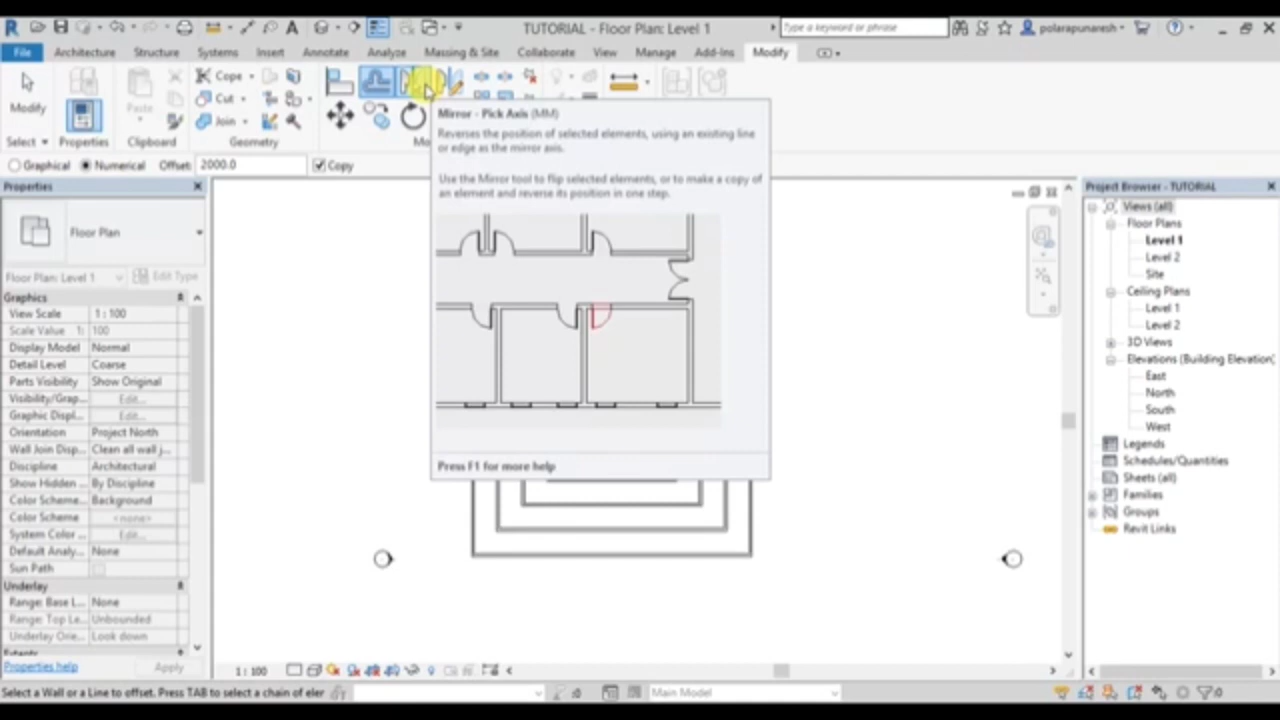 TUTORIAL - Floor Plan: Level 1
Type a keyword or phrase
polarapunaresh
File Architecture Structure Systems Insert Annotate Analyze Massing & Site Collaborate View Manage Add-Ins Modify
Modify
Properties
Paste
Cope
Cut
Join
Select
Properties
Clipboard
Geometry
Mo
Graphical Numerical Offset: 2000.0 Copy
Mirror - Pick Axis (MM)
Reverses the position of selected elements, using an existing line
or edge as the mirror axis.
Use the Mirror tool to flip selected elements, or to make a copy of
an element and reverse its position in one step.
Press F1 for more help
Properties
Floor Plan
Floor Plan: Level 1 Edit Type
Graphics
View Scale 1 : 100
Scale Value 1: 100
Display Model Normal
Detail Level Coarse
Parts Visibility Show Original
Visibility/Grap... Edit...
Graphic Displ... Edit...
Orientation Project North
Wall Join Disp... Clean all wall j...
Discipline Architectural
Show Hidden ... By Discipline
Color Scheme... Background
Color Scheme <none>
System Color ... Edit...
Default Analy... None
Sun Path
Underlay
Range: Base L... None
Range: Top Le... Unbounded
Underlay Orie... Look down
Extents
Properties help Apply
1 : 100
Project Browser - TUTORIAL
Views (all)
Floor Plans
Level 1
Level 2
Site
Ceiling Plans
Level 1
Level 2
3D Views
Elevations (Building Elevation)
East
North
South
West
Legends
Schedules/Quantities
Sheets (all)
Families
Groups
Revit Links
Select a Wall or a Line to offset. Press TAB to select a chain of eler
:0
Main Model
:0